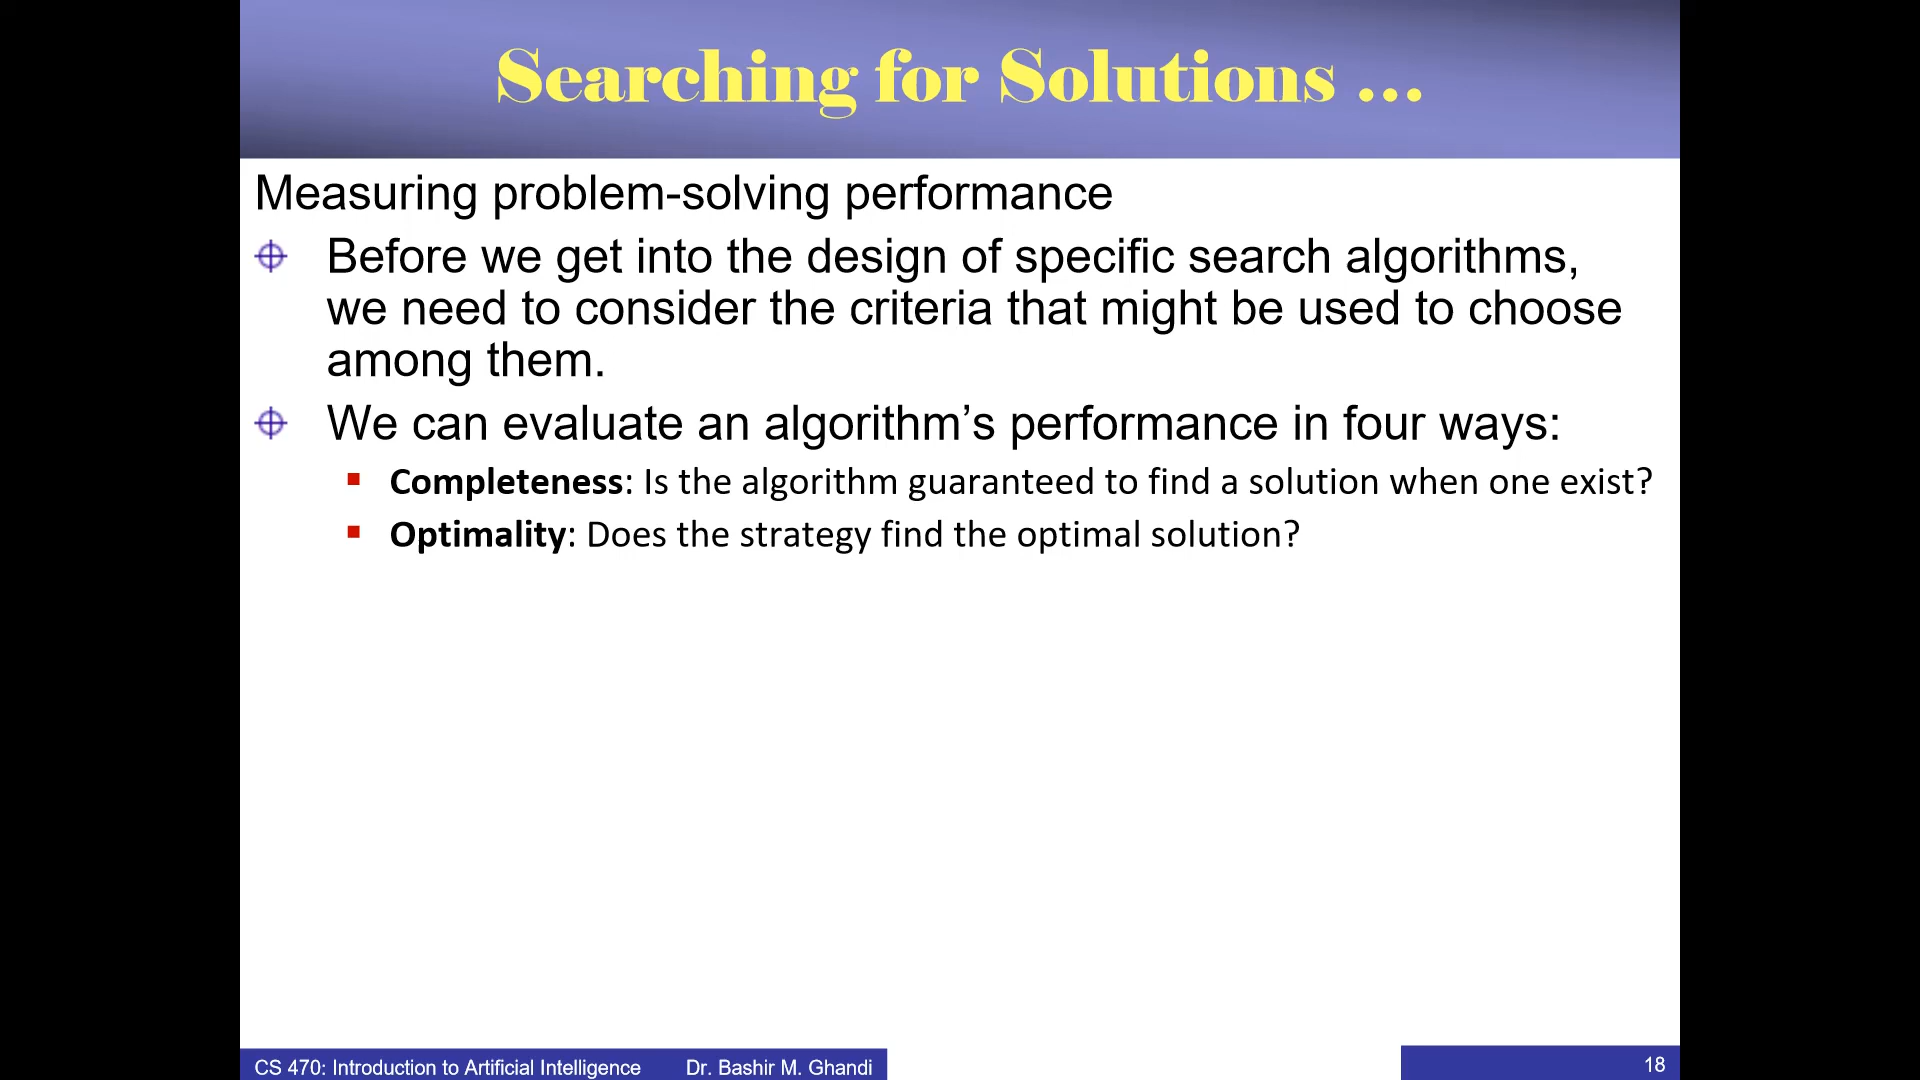 Searching for Solutions ...
Measuring problem-solving performance
Before we get into the design of specific search algorithms,
we need to consider the criteria that might be used to choose
among them.
We can evaluate an algorithm’s performance in four ways:
Completeness: Is the algorithm guaranteed to find a solution when one exist?
Optimality: Does the strategy find the optimal solution?
CS 470: Introduction to Artificial Intelligence Dr. Bashir M. Ghandi
18